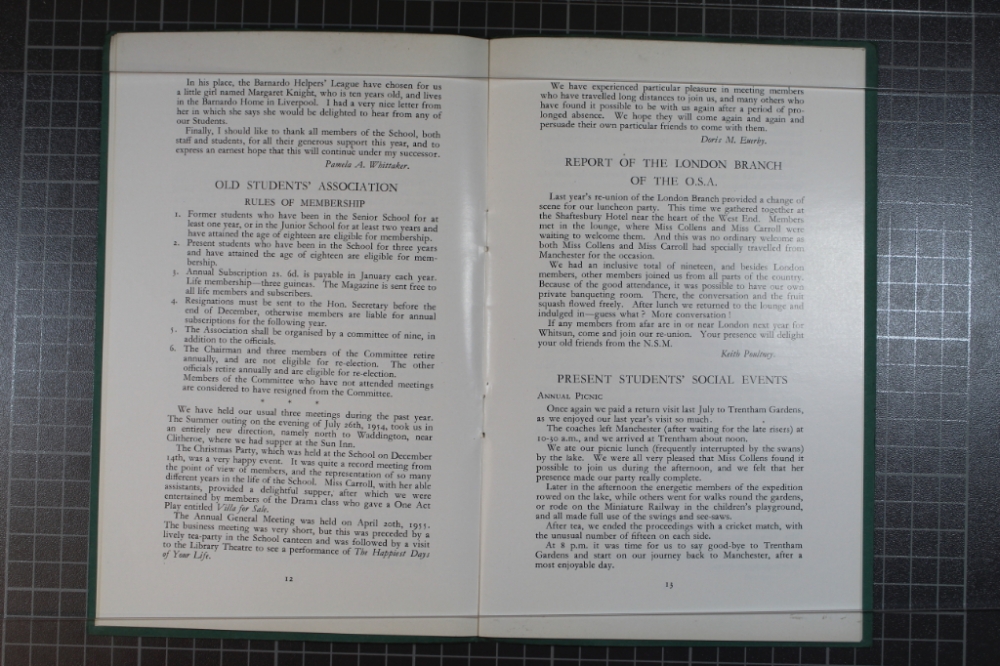 In his place, the Barnardo Helpers' League have chosen for us
a little girl named Margaret Knight, who is ten years old, and lives
in the Barnardo Home in Liverpool. I had a very nice letter from
her in which she says she would be delighted to hear from any of
our Students.
Finally, I should like to thank all members of the School, both
staff and students, for all their generous support this year, and to
express an earnest hope that this will continue under my successor.
Pamela A. Whittaker.
OLD STUDENTS' ASSOCIATION
RULES OF MEMBERSHIP
1. Former students who have been in the Senior School for at
least one year, or in the Junior School for at least two years and
have attained the age of eighteen are eligible for membership.
2. Present students who have been in the School for three years
and have attained the age of eighteen are eligible for mem-
bership.
3. Annual Subscription 2s. 6d. is payable in January each year.
Life membership—three guineas. The Magazine is sent free to
all life members and subscribers.
4. Resignations must be sent to the Hon. Secretary before the
end of December, otherwise members are liable for annual
subscriptions for the following year.
5. The Association shall be organised by a committee of nine, in
addition to the officials.
6. The Chairman and three members of the Committee retire
annually, and are not eligible for re-election. The other
officials retire annually and are eligible for re-election.
Members of the Committee who have not attended meetings
are considered to have resigned from the Committee.
* * *
We have held our usual three meetings during the past year.
The Summer outing on the evening of July 26th, 1914, took us in
an entirely new direction, namely north to Waddington, near
Clitheroe, where we had supper at the Sun Inn.
The Christmas Party, which was held at the School on December
14th, was a very happy event. It was quite a record meeting from
the point of view of members, and the representation of so many
different years in the life of the School. Miss Carroll, with her able
assistants, provided a delightful supper, after which we were
entertained by members of the Drama class who gave a One Act
Play entitled Villa for Sale.
The Annual General Meeting was held on April 20th, 1955.
The business meeting was very short, but this was preceded by a
lively tea-party in the School canteen and was followed by a visit
to the Library Theatre to see a performance of The Happiest Days
of Your Life.
12
We have experienced particular pleasure in meeting members
who have travelled long distances to join us, and many others who
have found it possible to be with us again after a period of pro-
longed absence. We hope they will come again and again and
persuade their own particular friends to come with them.
Doris M. Euerby.
REPORT OF THE LONDON BRANCH
OF THE O.S.A.
Last year's re-union of the London Branch provided a change of
scene for our luncheon party. This time we gathered together at
the Shaftesbury Hotel near the heart of the West End. Members
met in the lounge, where Miss Collens and Miss Carroll were
waiting to welcome them. And this was no ordinary welcome as
both Miss Collens and Miss Carroll had specially travelled from
Manchester for the occasion.
We had an inclusive total of nineteen, and besides London
members, other members joined us from all parts of the country.
Because of the good attendance, it was possible to have our own
private banqueting room. There, the conversation and the fruit
squash flowed freely. After lunch we returned to the lounge and
indulged in—guess what? More conversation!
If any members from afar are in or near London next year for
Whitsun, come and join our re-union. Your presence will delight
your old friends from the N.S.M.
Keith Poultney.
PRESENT STUDENTS' SOCIAL EVENTS
ANNUAL PICNIC
Once again we paid a return visit last July to Trentham Gardens,
as we enjoyed our last year's visit so much.
The coaches left Manchester (after waiting for the late risers) at
10-30 a.m., and we arrived at Trentham about noon.
We ate our picnic lunch (frequently interrupted by the swans)
by the lake. We were all very pleased that Miss Collens found it
possible to join us during the afternoon, and we felt that her
presence made our party really complete.
Later in the afternoon the energetic members of the expedition
rowed on the lake, while others went for walks round the gardens,
or rode on the Miniature Railway in the children's playground,
and all made full use of the swings and see-saws.
After tea, we ended the proceedings with a cricket match, with
the unusual number of fifteen on each side.
At 8 p.m. it was time for us to say good-bye to Trentham
Gardens and start on our journey back to Manchester, after a
most enjoyable day.
13